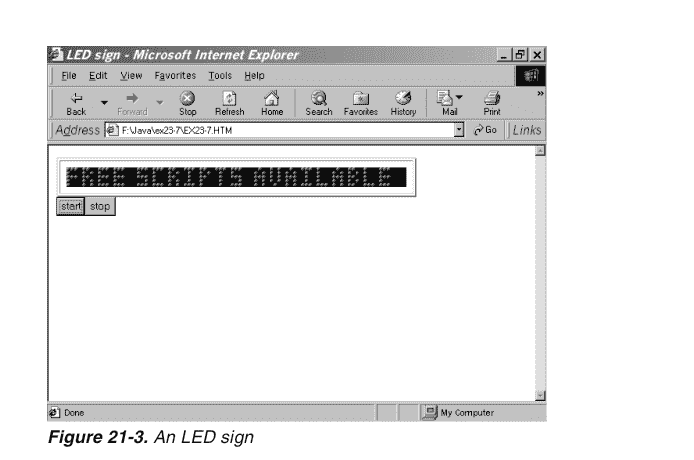 LED sign - Microsoft Internet Explorer
File Edit View Favorites Tools Help
Back Forward Stop Refresh Home Search Favorites History Mail Print »
Address F:\Java\ex23-7\EX23-7.HTM Go Links
FREE SCRIPTS AVAILABLE
start stop
Done My Computer
Figure 21-3. An LED sign